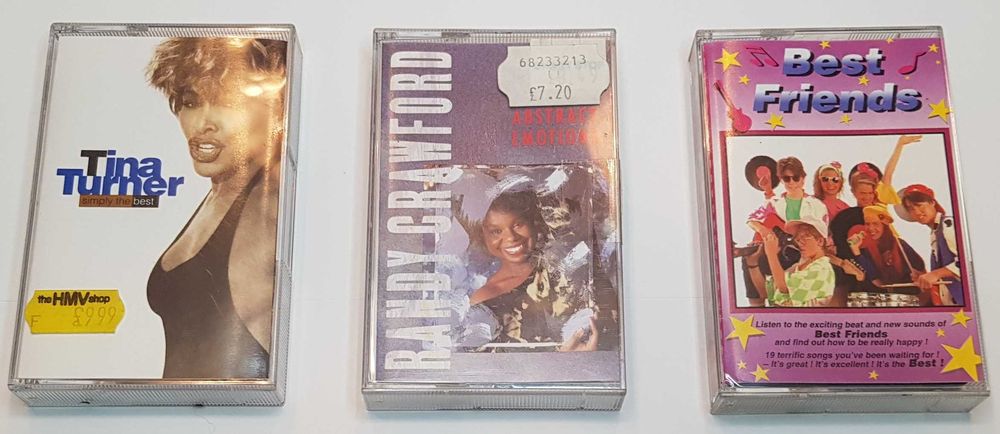 Tina
Turner
simply the best
the HMV shop
F £9.99
RANDY CRAWFORD
68233213
£7.20
ABSTRACT
EMOTIONS
Best
Friends
Listen to the exciting beat and new sounds of
Best Friends
and find out how to be really happy !
19 terrific songs you've been waiting for !
– It's great ! It's excellent ! It's the Best !